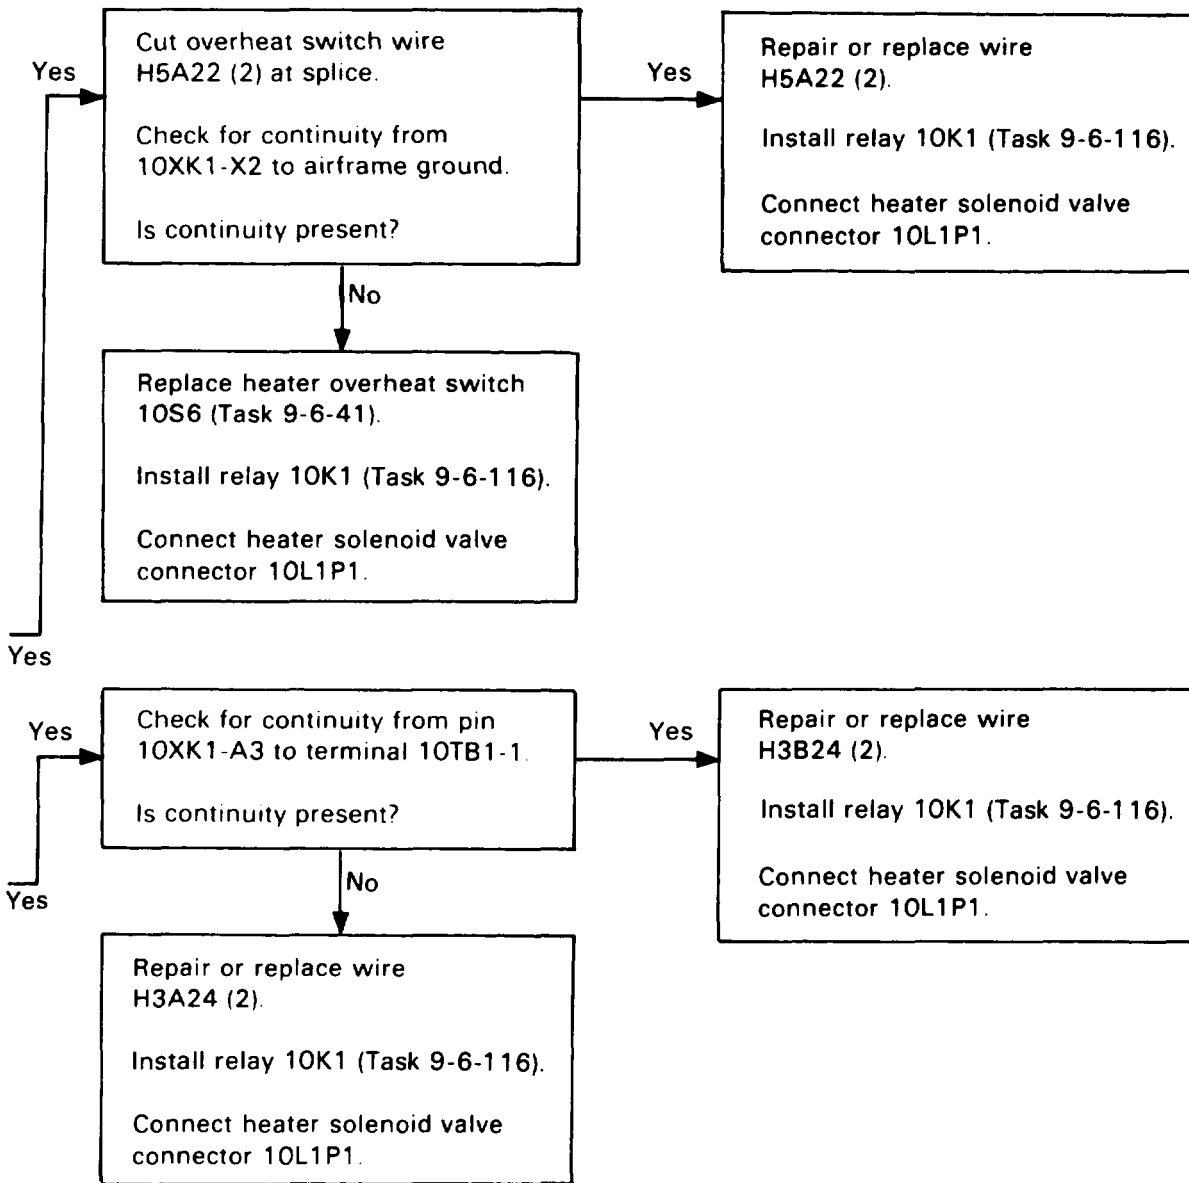 Yes
Cut overheat switch wire
H5A22 (2) at splice.
Check for continuity from
10XK1-X2 to airframe ground.
Is continuity present?
Yes
Repair or replace wire
H5A22 (2).
Install relay 10K1 (Task 9-6-116).
Connect heater solenoid valve
connector 10L1P1.
No
Replace heater overheat switch
10S6 (Task 9-6-41).
Install relay 10K1 (Task 9-6-116).
Connect heater solenoid valve
connector 10L1P1.
Yes
Yes
Check for continuity from pin
10XK1-A3 to terminal 10TB1-1.
Is continuity present?
Yes
Repair or replace wire
H3B24 (2).
Install relay 10K1 (Task 9-6-116).
Connect heater solenoid valve
connector 10L1P1.
Yes
No
Repair or replace wire
H3A24 (2).
Install relay 10K1 (Task 9-6-116).
Connect heater solenoid valve
connector 10L1P1.